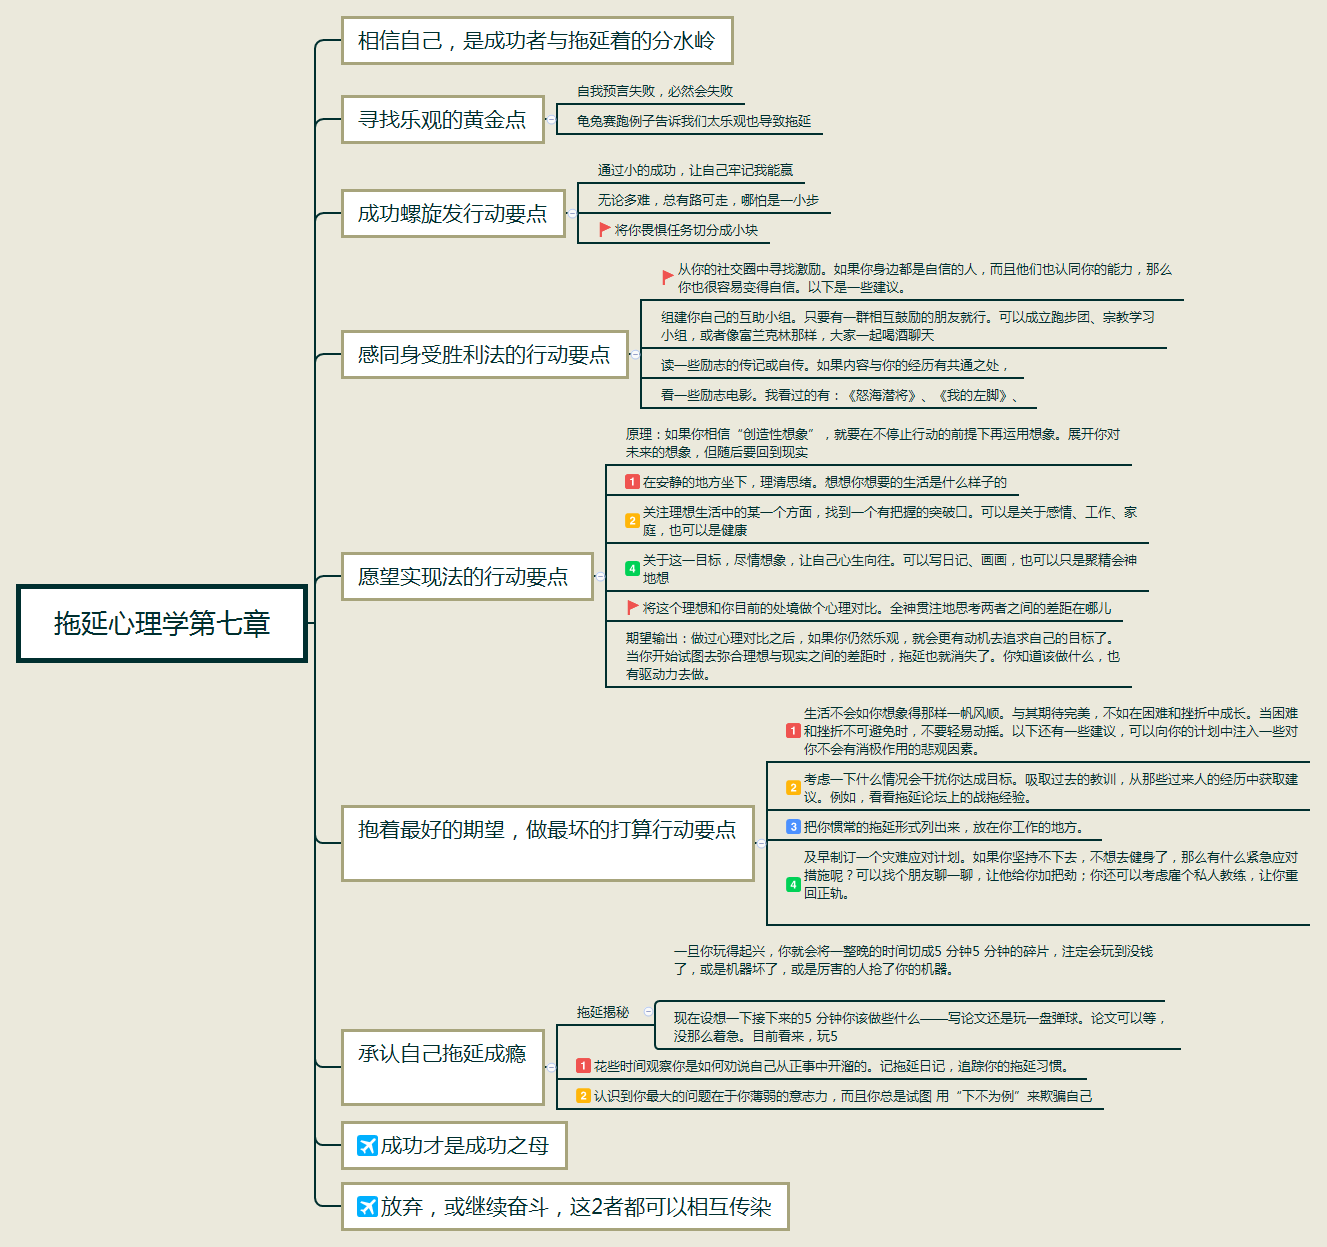 拖延心理学第七章
相信自己，是成功者与拖延着的分水岭
寻找乐观的黄金点
自我预言失败，必然会失败
龟兔赛跑例子告诉我们太乐观也导致拖延
成功螺旋发行动要点
通过小的成功，让自己牢记我能赢
无论多难，总有路可走，哪怕是一小步
将你畏惧任务切分成小块
感同身受胜利法的行动要点
从你的社交圈中寻找激励。如果你身边都是自信的人，而且他们也认同你的能力，那么
你也很容易变得自信。以下是一些建议。
组建你自己的互助小组。只要有一群相互鼓励的朋友就行。可以成立跑步团、宗教学习
小组，或者像富兰克林那样，大家一起喝酒聊天
读一些励志的传记或自传。如果内容与你的经历有共通之处，
看一些励志电影。我看过的有：《怒海潜将》、《我的左脚》、
愿望实现法的行动要点
原理：如果你相信“创造性想象”，就要在不停止行动的前提下再运用想象。展开你对
未来的想象，但随后要回到现实
1 在安静的地方坐下，理清思绪。想想你想要的生活是什么样子的
2 关注理想生活中的某一个方面，找到一个有把握的突破口。可以是关于感情、工作、家
庭，也可以是健康
4 关于这一目标，尽情想象，让自己心生向往。可以写日记、画画，也可以只是聚精会神
地想
将这个理想和你目前的处境做个心理对比。全神贯注地思考两者之间的差距在哪儿
期望输出：做过心理对比之后，如果你仍然乐观，就会更有动机去追求自己的目标了。
当你开始试图去弥合理想与现实之间的差距时，拖延也就消失了。你知道该做什么，也
有驱动力去做。
抱着最好的期望，做最坏的打算行动要点
生活不会如你想象得那样一帆风顺。与其期待完美，不如在困难和挫折中成长。当困难
1 和挫折不可避免时，不要轻易动摇。以下还有一些建议，可以向你的计划中注入一些对
你不会有消极作用的悲观因素。
2 考虑一下什么情况会干扰你达成目标。吸取过去的教训，从那些过来人的经历中获取建
议。例如，看看拖延论坛上的战拖经验。
3 把你惯常的拖延形式列出来，放在你工作的地方。
及早制订一个灾难应对计划。如果你坚持不下去，不想去健身了，那么有什么紧急应对
4 措施呢？可以找个朋友聊一聊，让他给你加把劲；你还可以考虑雇个私人教练，让你重
回正轨。
承认自己拖延成瘾
拖延揭秘
一旦你玩得起兴，你就会将一整晚的时间切成5 分钟5 分钟的碎片，注定会玩到没钱
了，或是机器坏了，或是厉害的人抢了你的机器。
现在设想一下接下来的5 分钟你该做些什么——写论文还是玩一盘弹球。论文可以等，
没那么着急。目前看来，玩5
1 花些时间观察你是如何劝说自己从正事中开溜的。记拖延日记，追踪你的拖延习惯。
2 认识到你最大的问题在于你薄弱的意志力，而且你总是试图 用“下不为例”来欺骗自己
成功才是成功之母
放弃，或继续奋斗，这2者都可以相互传染